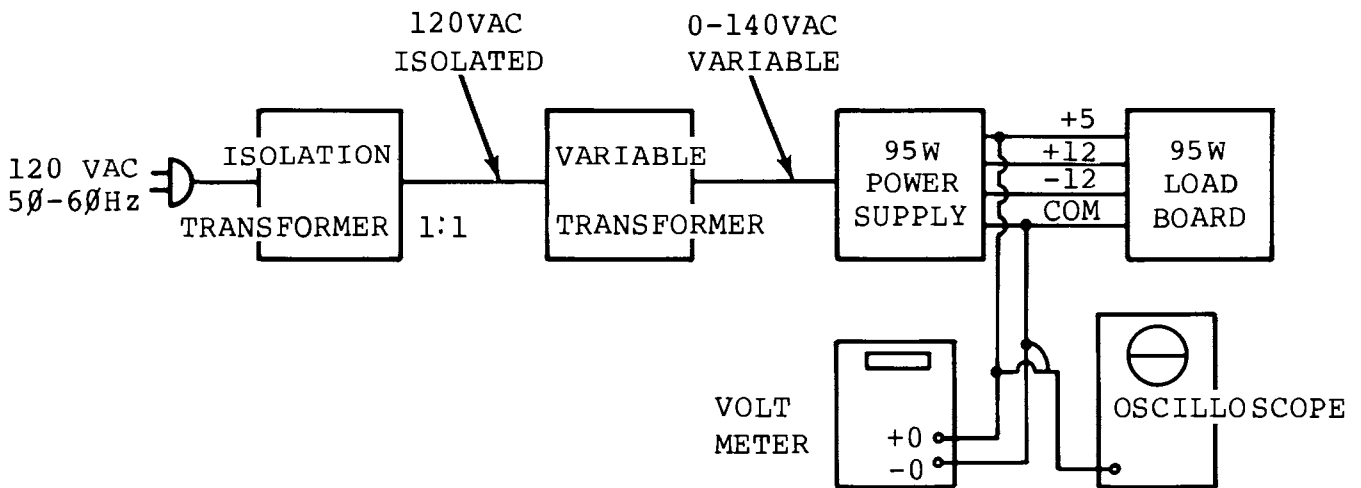 120VAC
ISOLATED
0-140VAC
VARIABLE
120 VAC
5Ø-6ØHz
ISOLATION
TRANSFORMER
1:1
VARIABLE
TRANSFORMER
95W
POWER
SUPPLY
+5
+12
-12
COM
95W
LOAD
BOARD
VOLT
METER
+0
-0
OSCILLOSCOPE